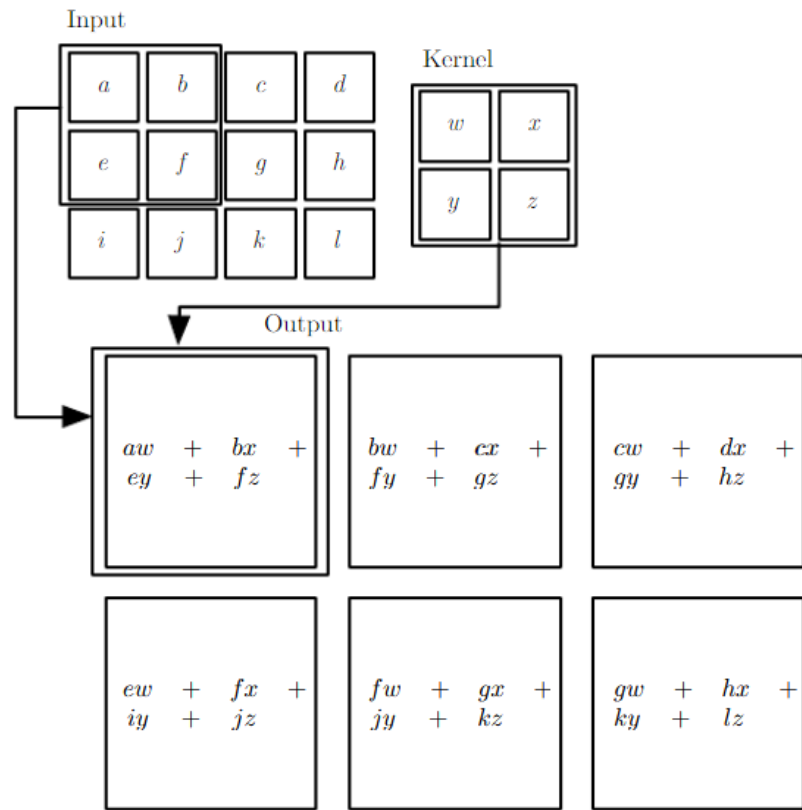 Input
a b c d
e f g h
i j k l
Kernel
w x
y z
Output
aw + bx +
ey + fz
bw + cx +
fy + gz
cw + dx +
gy + hz
ew + fx +
iy + jz
fw + gx +
jy + kz
gw + hx +
ky + lz